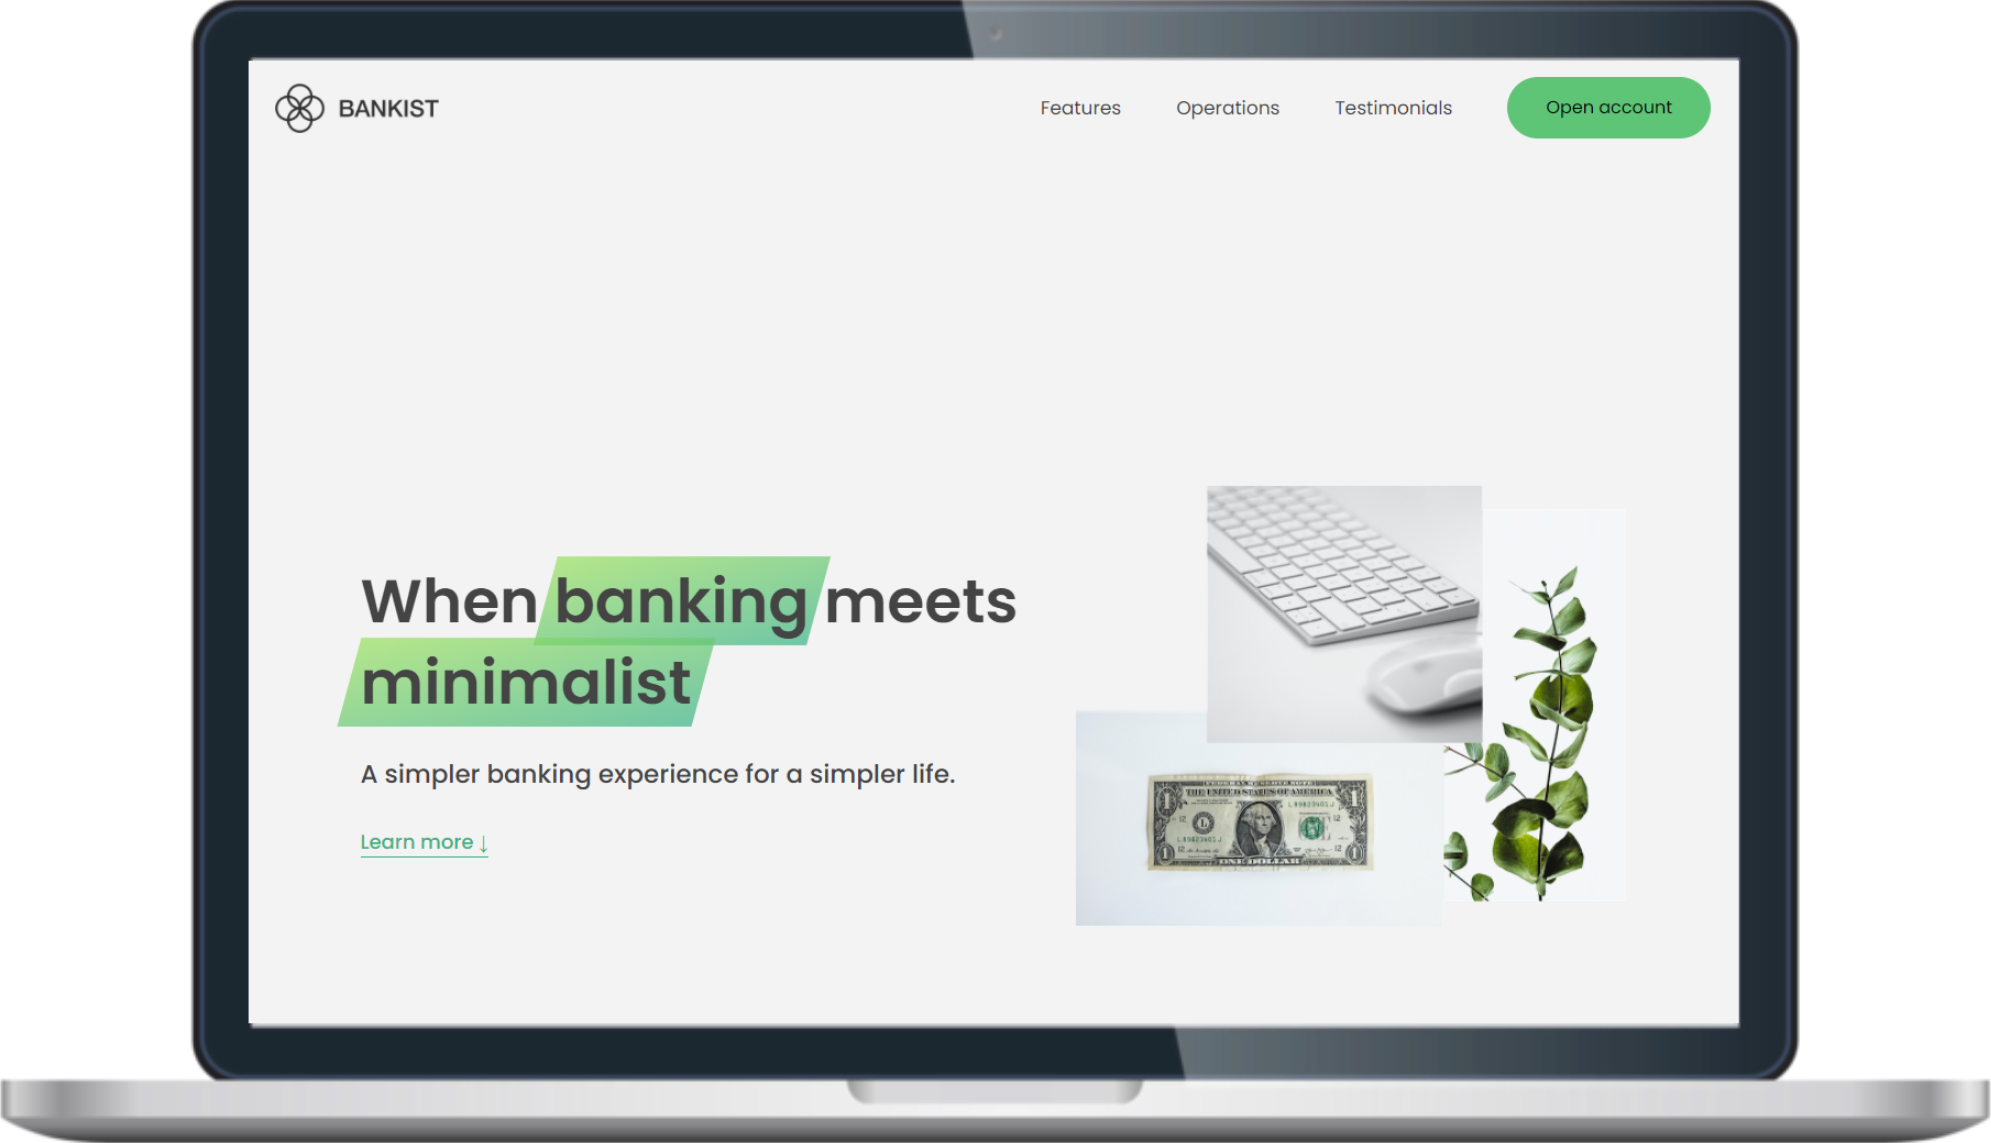 BANKIST
Features
Operations
Testimonials
Open account
When banking meets
minimalist
A simpler banking experience for a simpler life.
Learn more ↓
THE UNITED STATES OF AMERICA
ONE DOLLAR